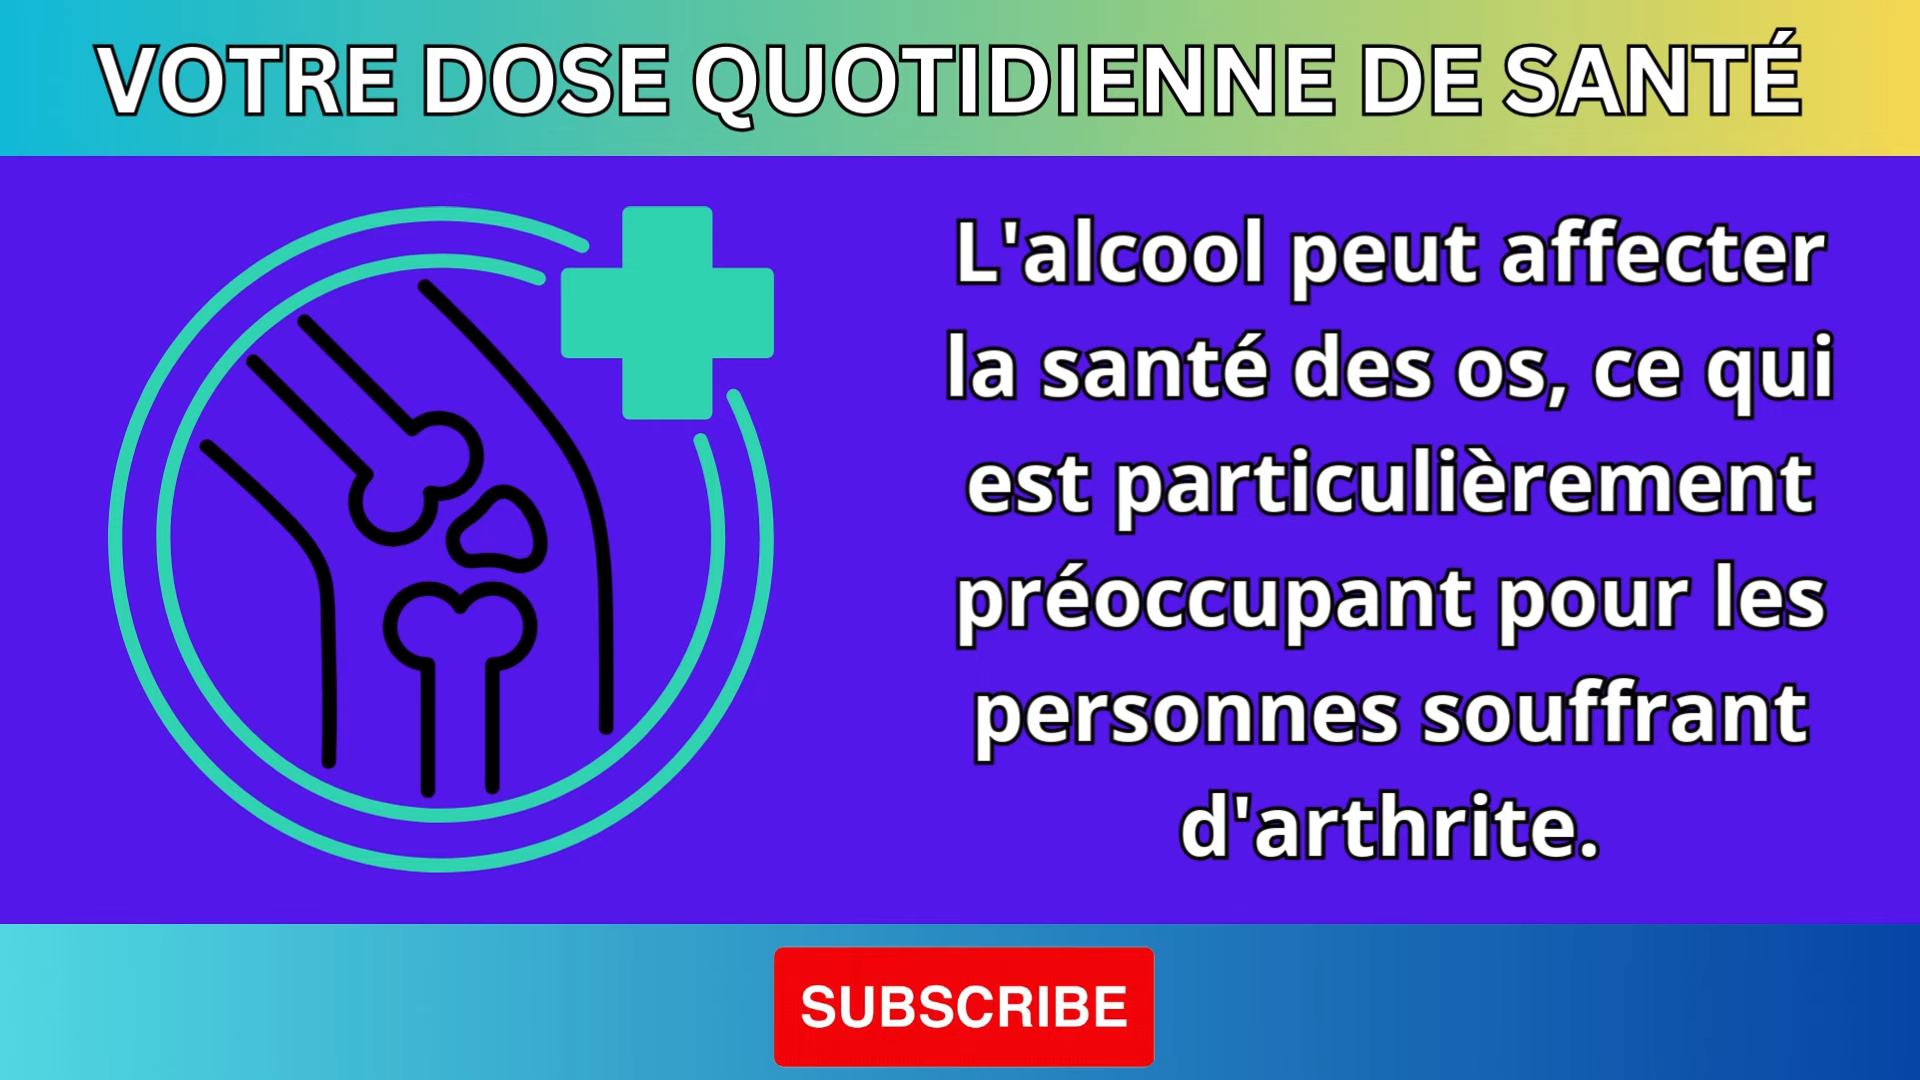 VOTRE DOSE QUOTIDIENNE DE SANTÉ
L'alcool peut affecter
la santé des os, ce qui
est particulièrement
préoccupant pour les
personnes souffrant
d'arthrite.
SUBSCRIBE